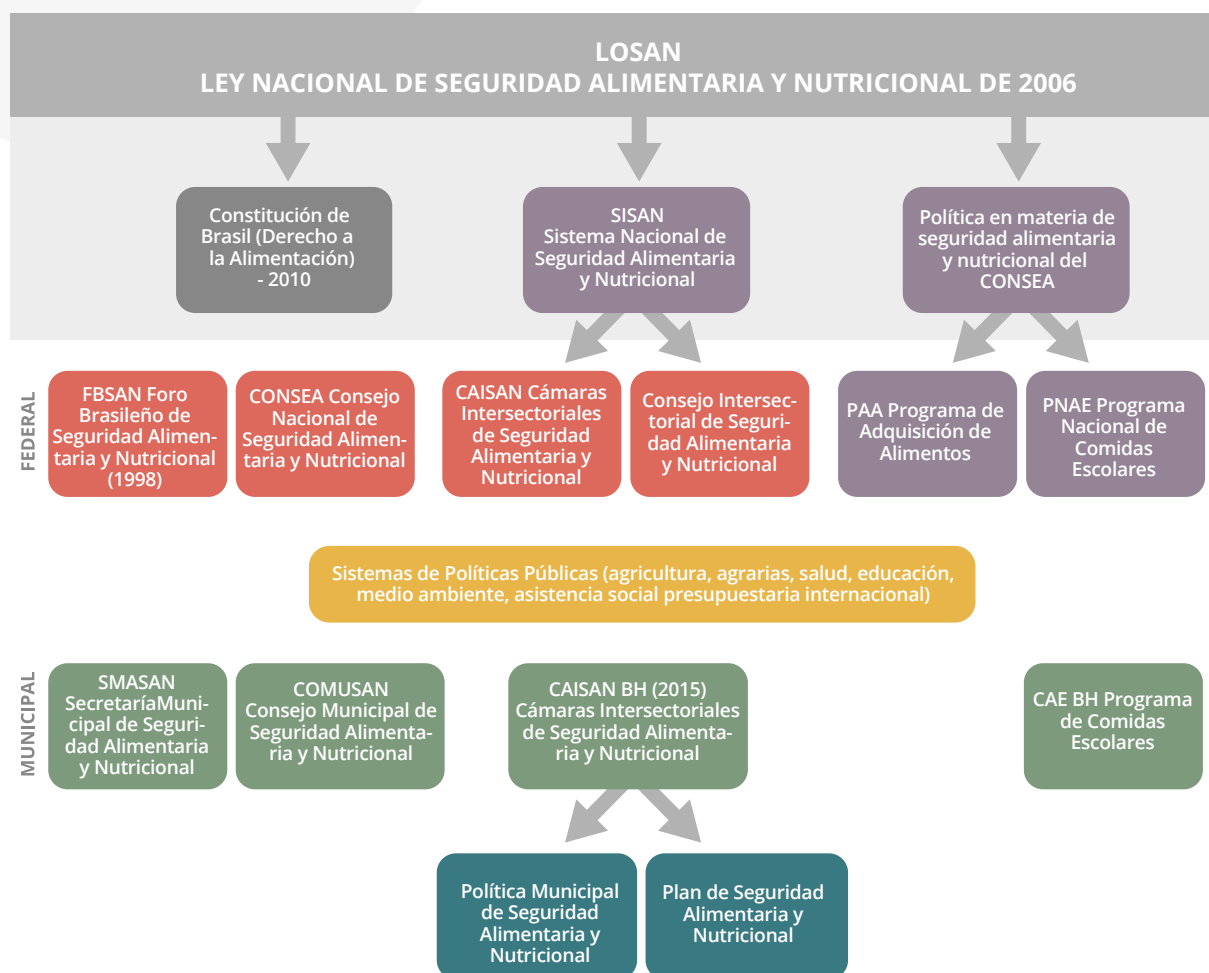 LOSAN
LEY NACIONAL DE SEGURIDAD ALIMENTARIA Y NUTRICIONAL DE 2006
Constitución de
Brasil (Derecho a
la Alimentación)
- 2010
SISAN
Sistema Nacional de
Seguridad Alimentaria
y Nutricional
Política en materia de
seguridad alimentaria
y nutricional del
CONSEA
FEDERAL
FBSAN Foro
Brasileño de
Seguridad Alimen-
taria y Nutricional
(1998)
CONSEA Consejo
Nacional de
Seguridad Alimen-
taria y Nutricional
CAISAN Cámaras
Intersectoriales
de Seguridad
Alimentaria y
Nutricional
Consejo Intersec-
torial de Seguri-
dad Alimentaria
y Nutricional
PAA Programa de
Adquisición de
Alimentos
PNAE Programa
Nacional de
Comidas
Escolares
Sistemas de Políticas Públicas (agricultura, agrarias, salud, educación,
medio ambiente, asistencia social presupuestaria internacional)
MUNICIPAL
SMASAN
SecretaríaMuni-
cipal de Seguri-
dad Alimentaria
y Nutricional
COMUSAN
Consejo Municipal de
Seguridad Alimenta-
ria y Nutricional
CAISAN BH (2015)
Cámaras Intersectoriales
de Seguridad Alimenta-
ria y Nutricional
CAE BH Programa
de Comidas
Escolares
Política Municipal
de Seguridad
Alimentaria y
Nutricional
Plan de Seguridad
Alimentaria y
Nutricional